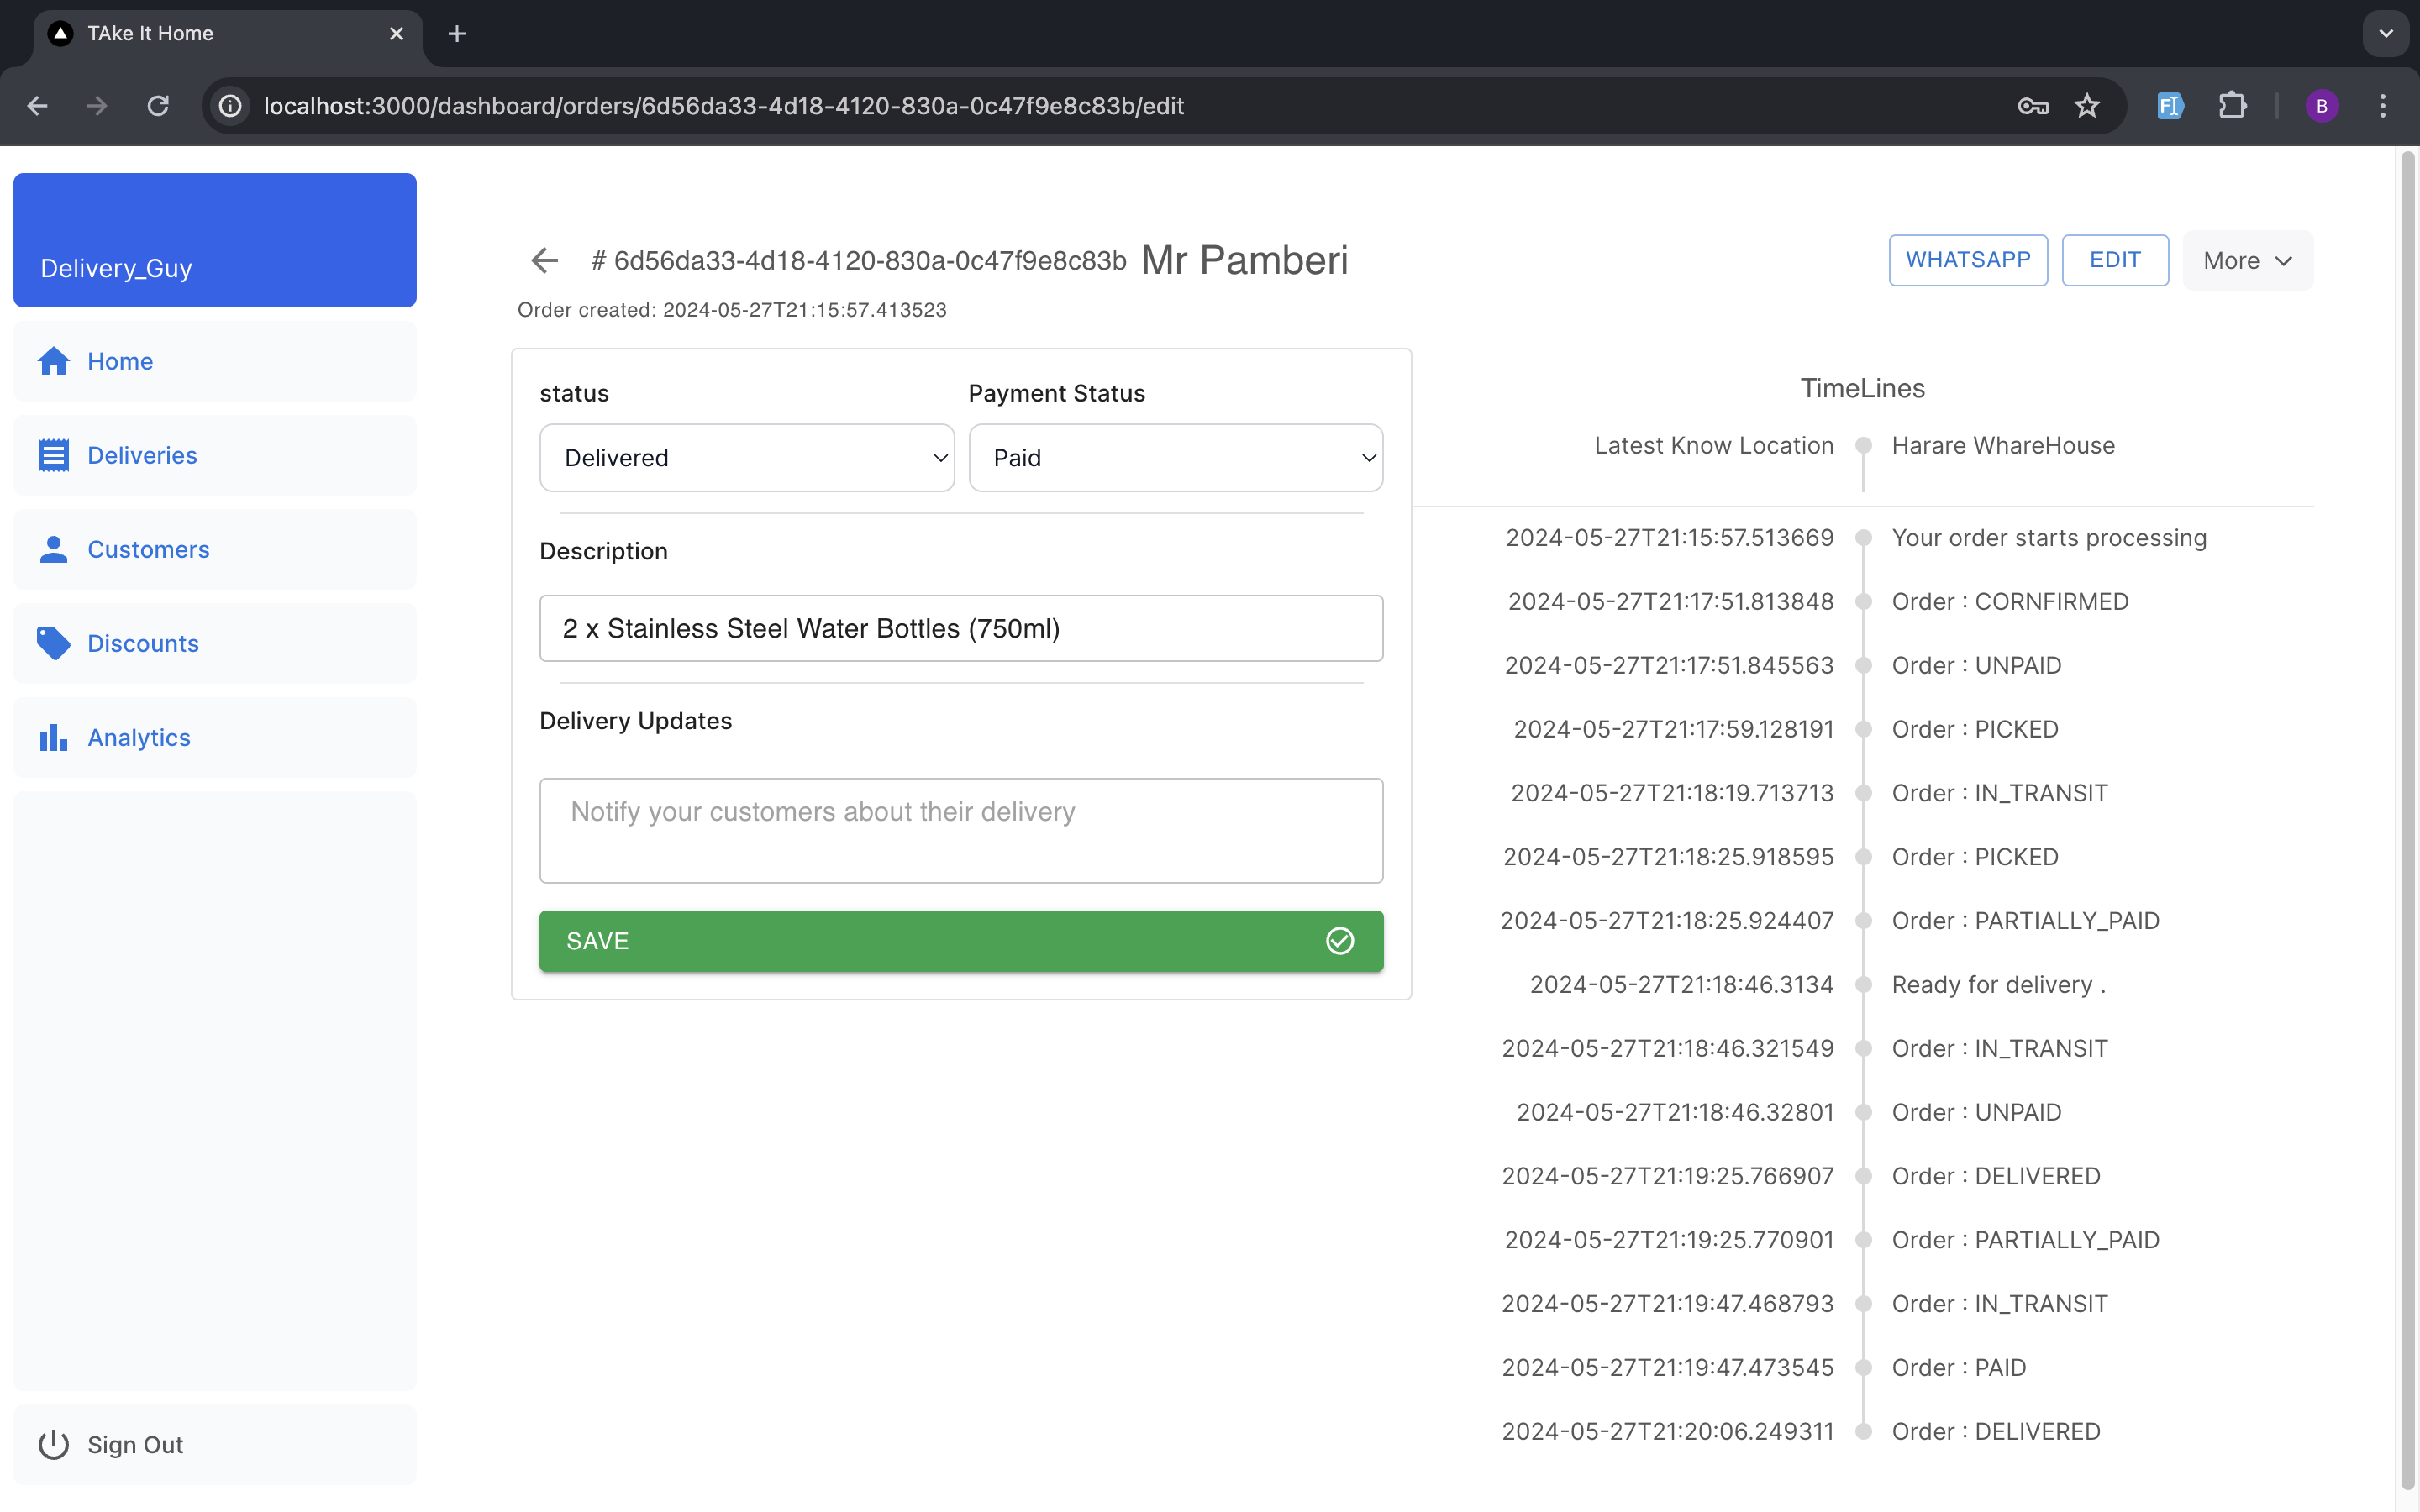 TAke It Home
localhost:3000/dashboard/orders/6d56da33-4d18-4120-830a-0c47f9e8c83b/edit
B
Delivery_Guy
Home
Deliveries
Customers
Discounts
Analytics
Sign Out
# 6d56da33-4d18-4120-830a-0c47f9e8c83b Mr Pamberi
WHATSAPP
EDIT
More
Order created: 2024-05-27T21:15:57.413523
status
Payment Status
Delivered
Paid
Description
2 x Stainless Steel Water Bottles (750ml)
Delivery Updates
Notify your customers about their delivery
SAVE
TimeLines
Latest Know Location Harare WhareHouse
2024-05-27T21:15:57.513669 Your order starts processing
2024-05-27T21:17:51.813848 Order : CORNFIRMED
2024-05-27T21:17:51.845563 Order : UNPAID
2024-05-27T21:17:59.128191 Order : PICKED
2024-05-27T21:18:19.713713 Order : IN_TRANSIT
2024-05-27T21:18:25.918595 Order : PICKED
2024-05-27T21:18:25.924407 Order : PARTIALLY_PAID
2024-05-27T21:18:46.3134 Ready for delivery .
2024-05-27T21:18:46.321549 Order : IN_TRANSIT
2024-05-27T21:18:46.32801 Order : UNPAID
2024-05-27T21:19:25.766907 Order : DELIVERED
2024-05-27T21:19:25.770901 Order : PARTIALLY_PAID
2024-05-27T21:19:47.468793 Order : IN_TRANSIT
2024-05-27T21:19:47.473545 Order : PAID
2024-05-27T21:20:06.249311 Order : DELIVERED